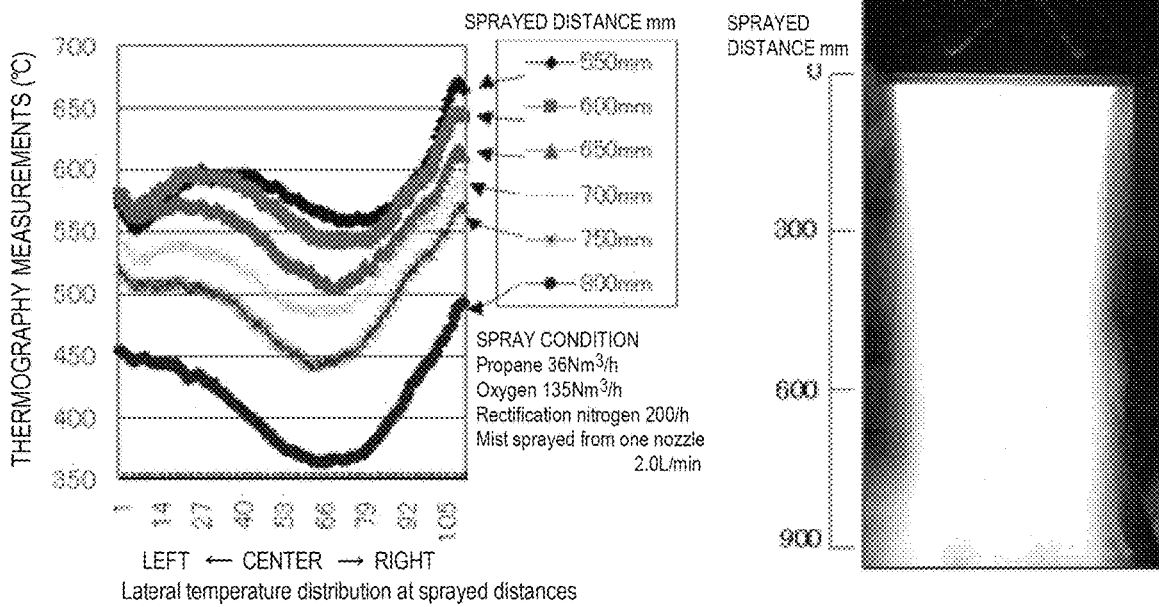 THERMOGRAPHY MEASUREMENTS (℃)
700
650
600
550
500
450
400
350
1 14 27 40 53 66 79 92 105
LEFT ← CENTER → RIGHT
Lateral temperature distribution at sprayed distances
SPRAYED DISTANCE mm
550mm
600mm
650mm
700mm
750mm
800mm
SPRAY CONDITION
Propane 36Nm³/h
Oxygen 135Nm³/h
Rectification nitrogen 200/h
Mist sprayed from one nozzle
2.0L/min
SPRAYED
DISTANCE mm
0
300
600
900